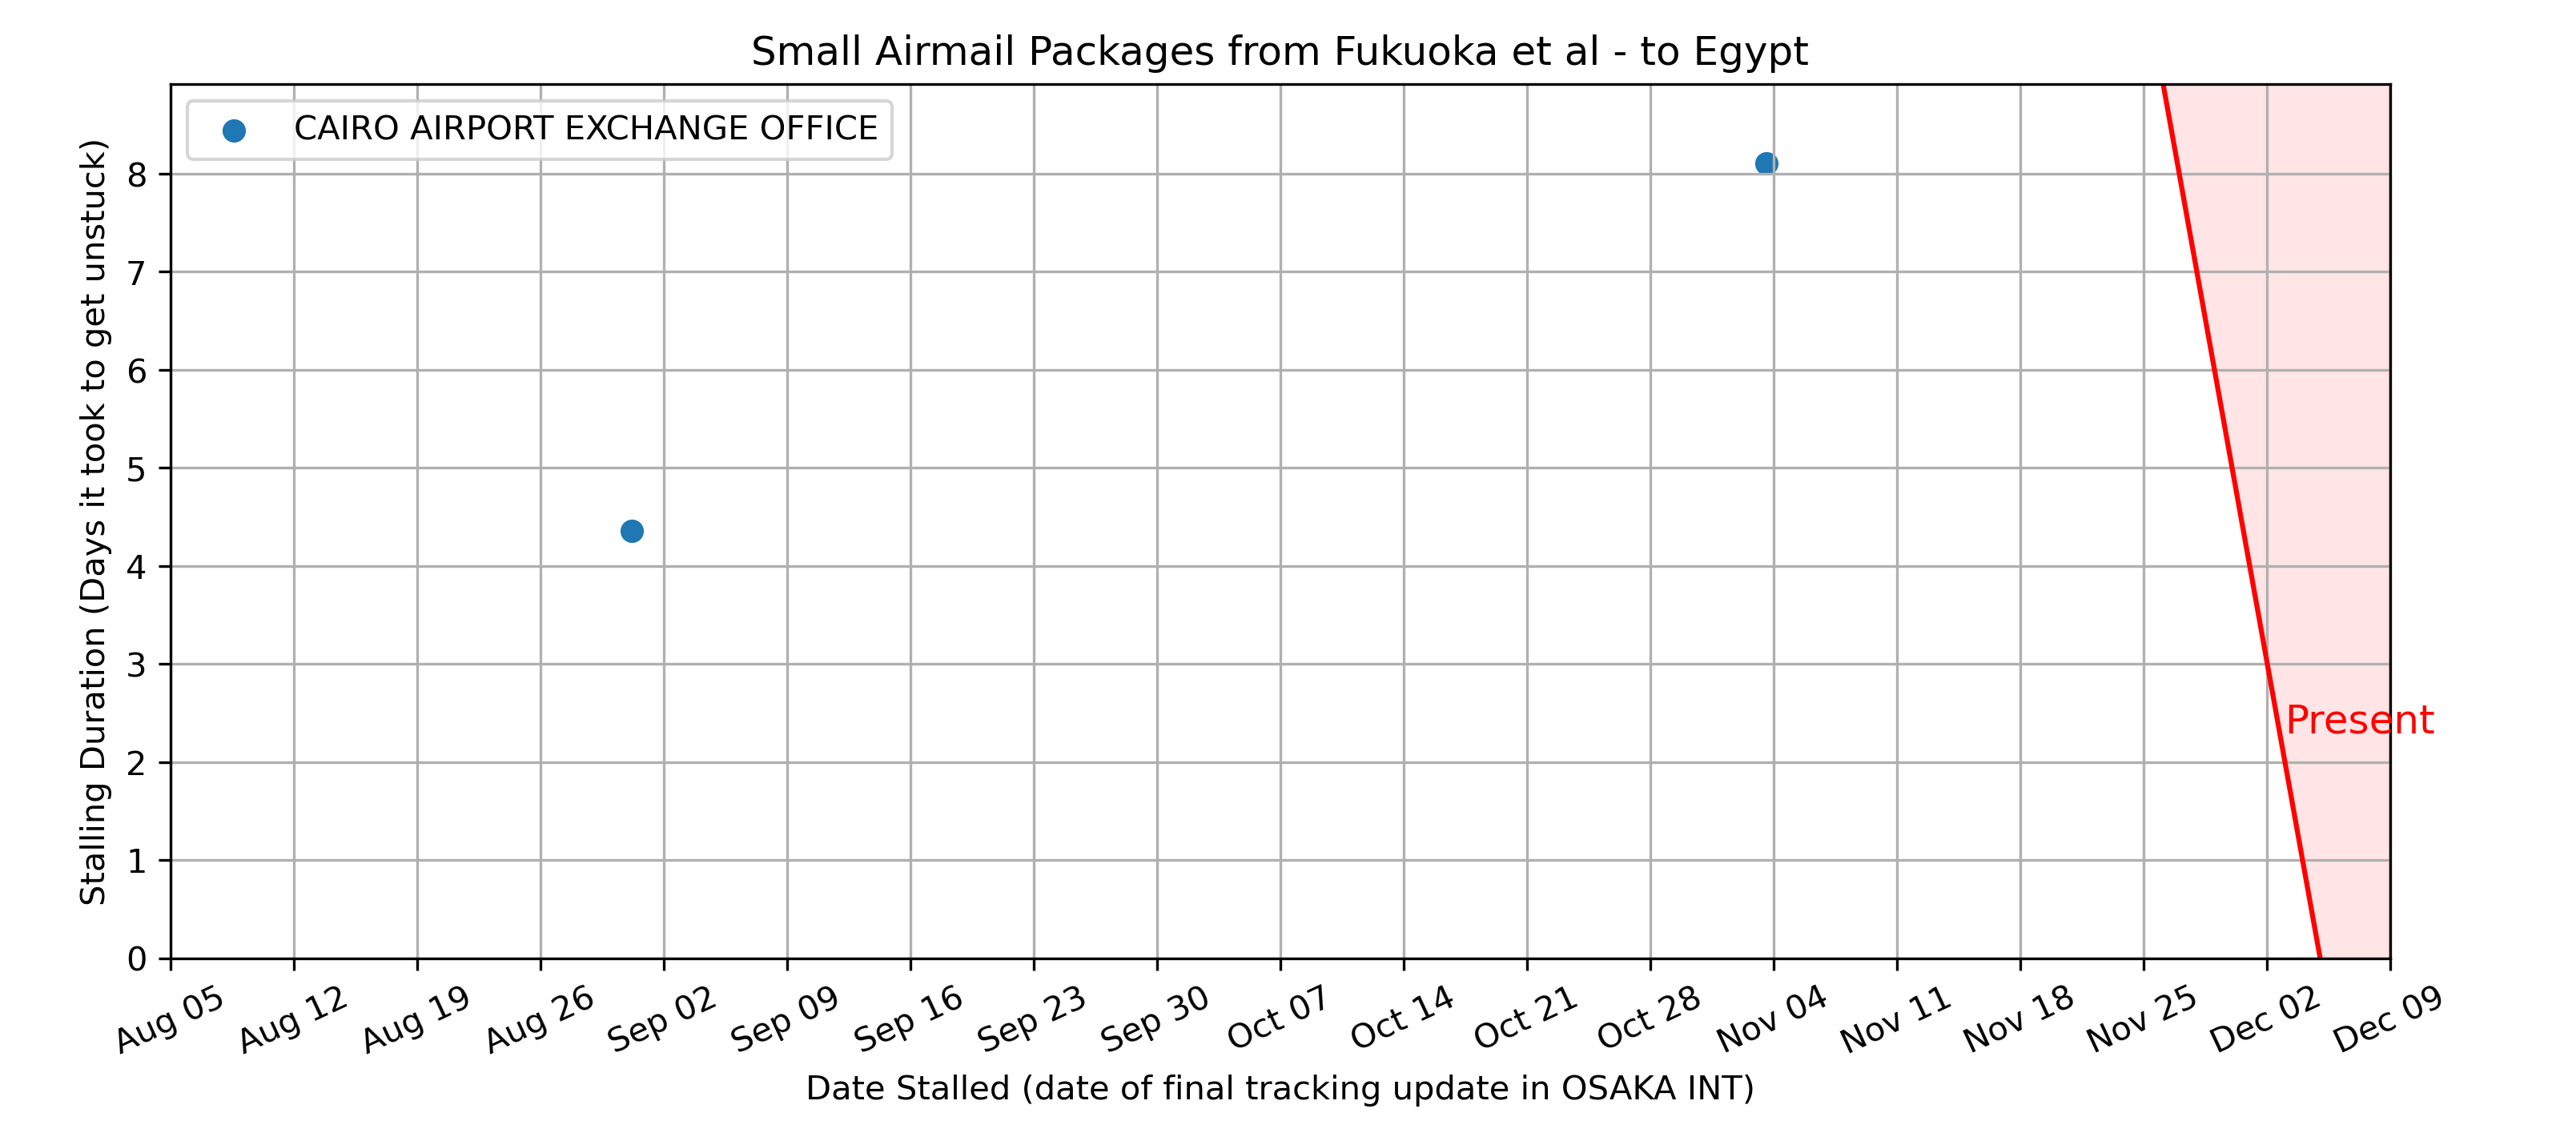 Small Airmail Packages from Fukuoka et al - to Egypt
CAIRO AIRPORT EXCHANGE OFFICE
Stalling Duration (Days it took to get unstuck)
8
7
6
5
4
3
2
1
0
Present
Aug 05
Aug 12
Aug 19
Aug 26
Sep 02
Sep 09
Sep 16
Sep 23
Sep 30
Oct 07
Oct 14
Oct 21
Oct 28
Nov 04
Nov 11
Nov 18
Nov 25
Dec 02
Dec 09
Date Stalled (date of final tracking update in OSAKA INT)